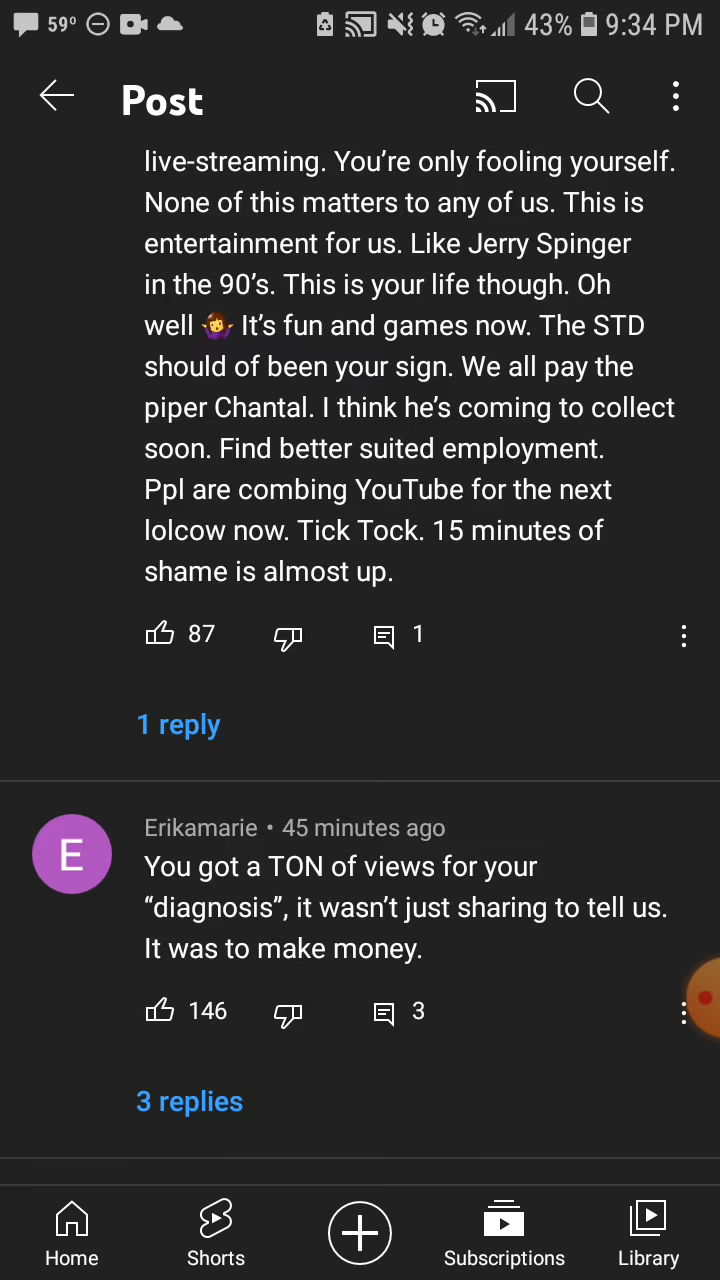 59° 43% 9:34 PM
Post
live-streaming. You’re only fooling yourself.
None of this matters to any of us. This is
entertainment for us. Like Jerry Spinger
in the 90’s. This is your life though. Oh
well 🤷‍♀️ It’s fun and games now. The STD
should of been your sign. We all pay the
piper Chantal. I think he’s coming to collect
soon. Find better suited employment.
Ppl are combing YouTube for the next
lolcow now. Tick Tock. 15 minutes of
shame is almost up.
87 1
1 reply
E
Erikamarie • 45 minutes ago
You got a TON of views for your
“diagnosis”, it wasn’t just sharing to tell us.
It was to make money.
146 3
3 replies
Home Shorts Subscriptions Library